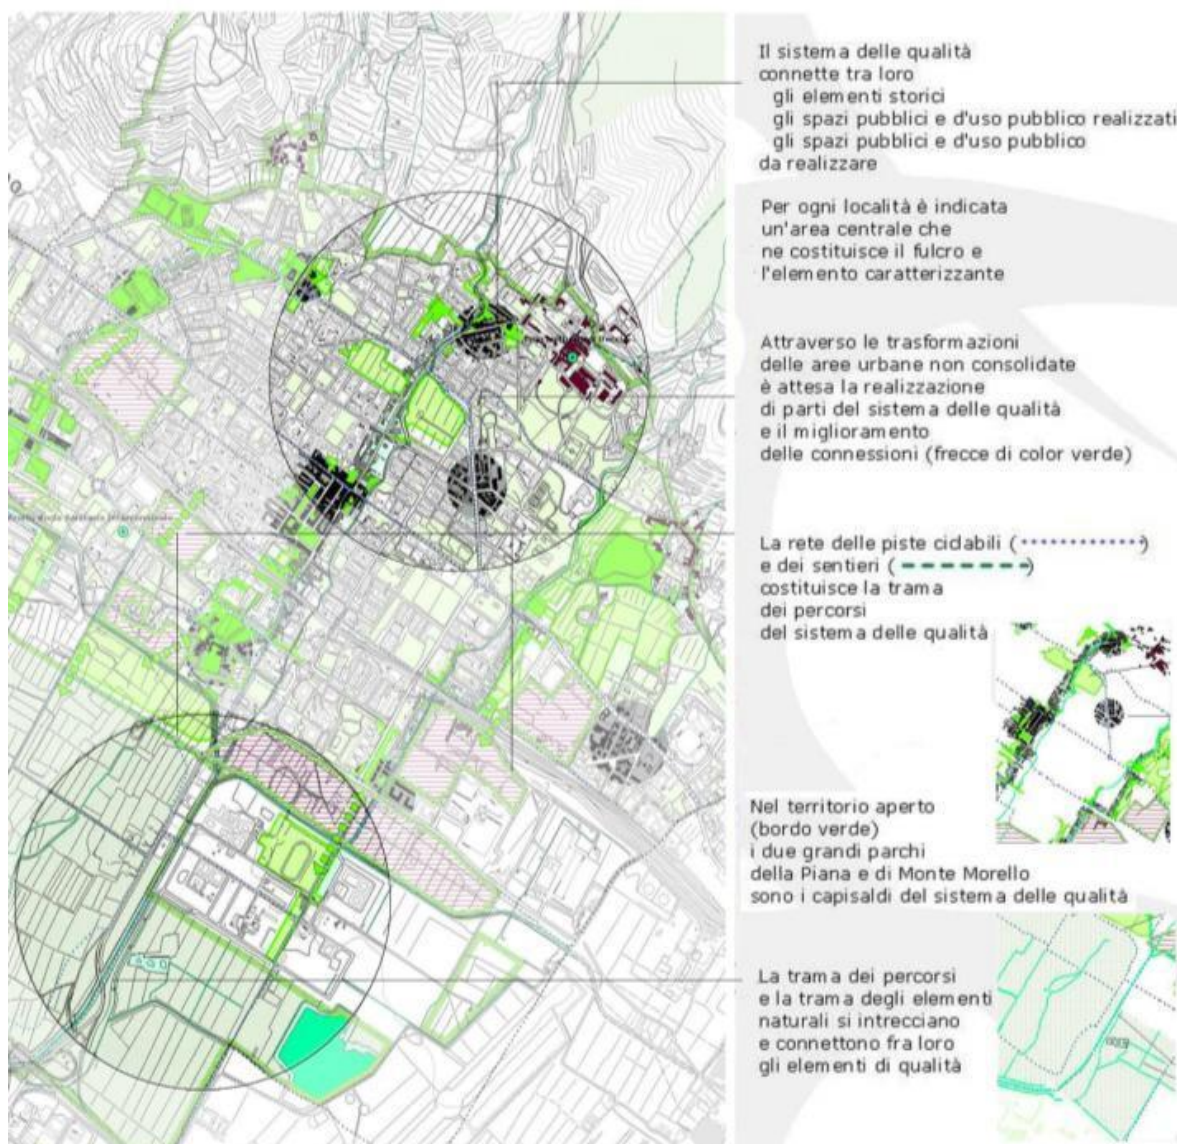 Il sistema delle qualità
connette tra loro
gli elementi storici
gli spazi pubblici e d'uso pubblico realizzati
gli spazi pubblici e d'uso pubblico
da realizzare
Per ogni località è indicata
un'area centrale che
ne costituisce il fulcro e
l'elemento caratterizzante
Attraverso le trasformazioni
delle aree urbane non consolidate
è attesa la realizzazione
di parti del sistema delle qualità
e il miglioramento
delle connessioni (frecce di color verde)
La rete delle piste ciclabili ( )
e dei sentieri ( )
costituisce la trama
dei percorsi
del sistema delle qualità
Nel territorio aperto
(bordo verde)
i due grandi parchi
della Piana e di Monte Morello
sono i capisaldi del sistema delle qualità
La trama dei percorsi
e la trama degli elementi
naturali si intrecciano
e connettono fra loro
gli elementi di qualità